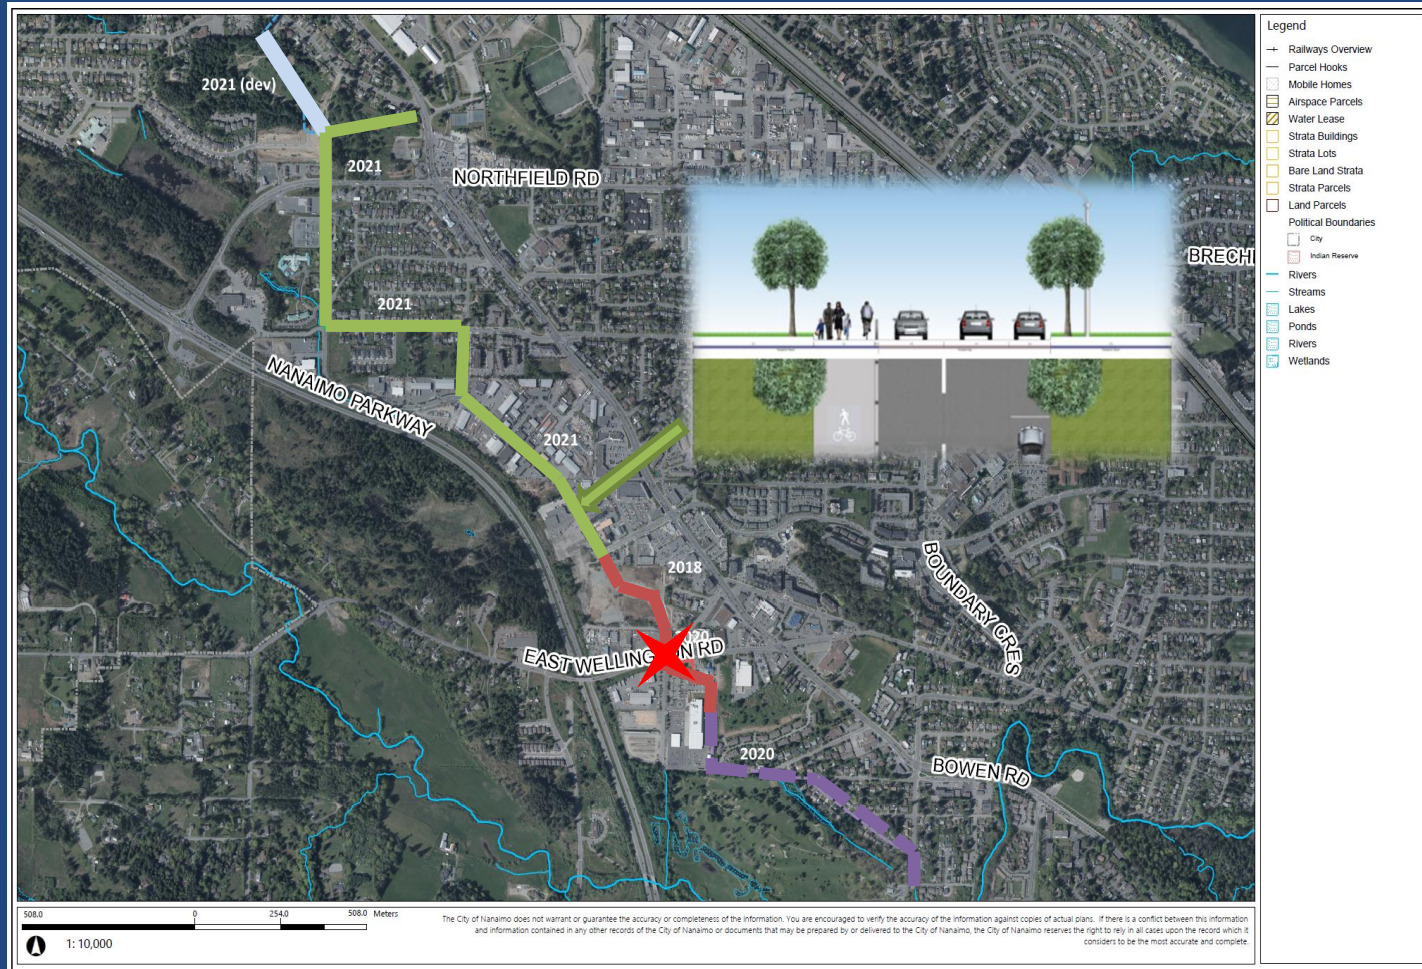 2021 (dev)
2021
NORTHFIELD RD
2021
BRECH
NANAIMO PARKWAY
2021
2018
BOUNDARY CRES
EAST WELLINGTON RD
2020
BOWEN RD
508.0
0
254.0
508.0
Meters
1: 10,000
The City of Nanaimo does not warrant or guarantee the accuracy or completeness of the information. You are encouraged to verify the accuracy of the information against copies of actual plans. If there is a conflict between this information
and information contained in any other records of the City of Nanaimo or documents that may be prepared by or delivered to the City of Nanaimo, the City of Nanaimo reserves the right to rely in all cases upon the record which it
considers to be the most accurate and complete.
Legend
Railways Overview
Parcel Hooks
Mobile Homes
Airspace Parcels
Water Lease
Strata Buildings
Strata Lots
Bare Land Strata
Strata Parcels
Land Parcels
Political Boundaries
City
Indian Reserve
Rivers
Streams
Lakes
Ponds
Rivers
Wetlands